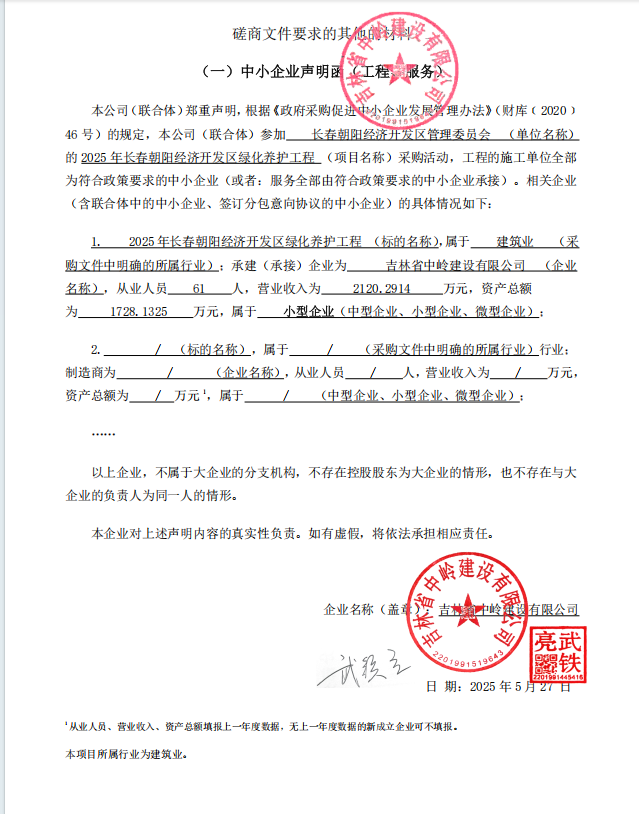 磋商文件要求的其他的材料
（一）中小企业声明函（工程、服务）
本公司（联合体）郑重声明，根据《政府采购促进中小企业发展管理办法》（财库﹝2020﹞
46 号）的规定，本公司（联合体）参加 长春朝阳经济开发区管理委员会 （单位名称）
的 2025 年长春朝阳经济开发区绿化养护工程 （项目名称）采购活动，工程的施工单位全部
为符合政策要求的中小企业（或者：服务全部由符合政策要求的中小企业承接）。相关企业
（含联合体中的中小企业、签订分包意向协议的中小企业）的具体情况如下：
1. 2025 年长春朝阳经济开发区绿化养护工程 （标的名称），属于 建筑业 （采
购文件中明确的所属行业）；承建（承接）企业为 吉林省中岭建设有限公司 （企业
名称），从业人员 61 人，营业收入为 2120.2914 万元，资产总额
为 1728.1325 万元，属于 小型企业（中型企业、小型企业、微型企业）；
2. / （标的名称），属于 / （采购文件中明确的所属行业）行业；
制造商为 / （企业名称），从业人员 / 人，营业收入为 / 万元，
资产总额为 / 万元 1，属于 / （中型企业、小型企业、微型企业）；
……
以上企业，不属于大企业的分支机构，不存在控股股东为大企业的情形，也不存在与大
企业的负责人为同一人的情形。
本企业对上述声明内容的真实性负责。如有虚假，将依法承担相应责任。
企业名称（盖章）：吉林省中岭建设有限公司
日 期：2025 年 5 月 27 日
1 从业人员、营业收入、资产总额填报上一年度数据，无上一年度数据的新成立企业可不填报。
本项目所属行业为建筑业。
吉林省中岭建设有限公司
2201991519643
吉林省中岭建设有限公司
2201991519643
武铁亮
2201991445416